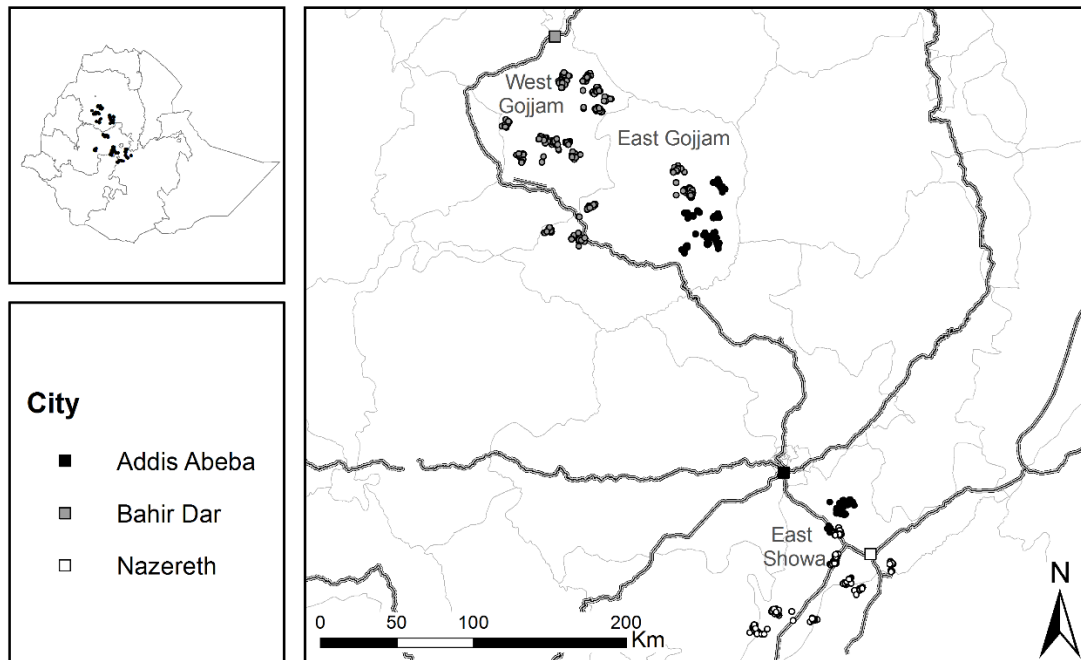 City
Addis Abeba
Bahir Dar
Nazereth
West
Gojjam
East Gojjam
East
Showa
N
0 50 100 200
Km